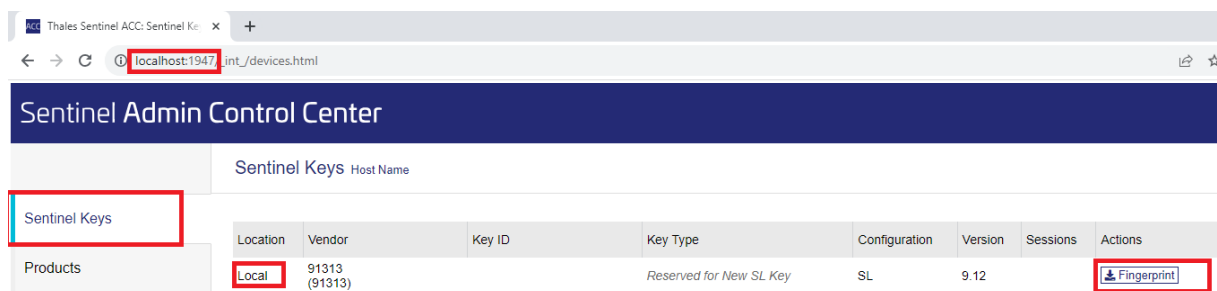 ACC Thales Sentinel ACC: Sentinel Ke
localhost:1947/_int_/devices.html
Sentinel Admin Control Center
Sentinel Keys Host Name
Sentinel Keys
Location Vendor Key ID Key Type Configuration Version Sessions Actions
Products
Local 91313 Reserved for New SL Key SL 9.12 Fingerprint
(91313)